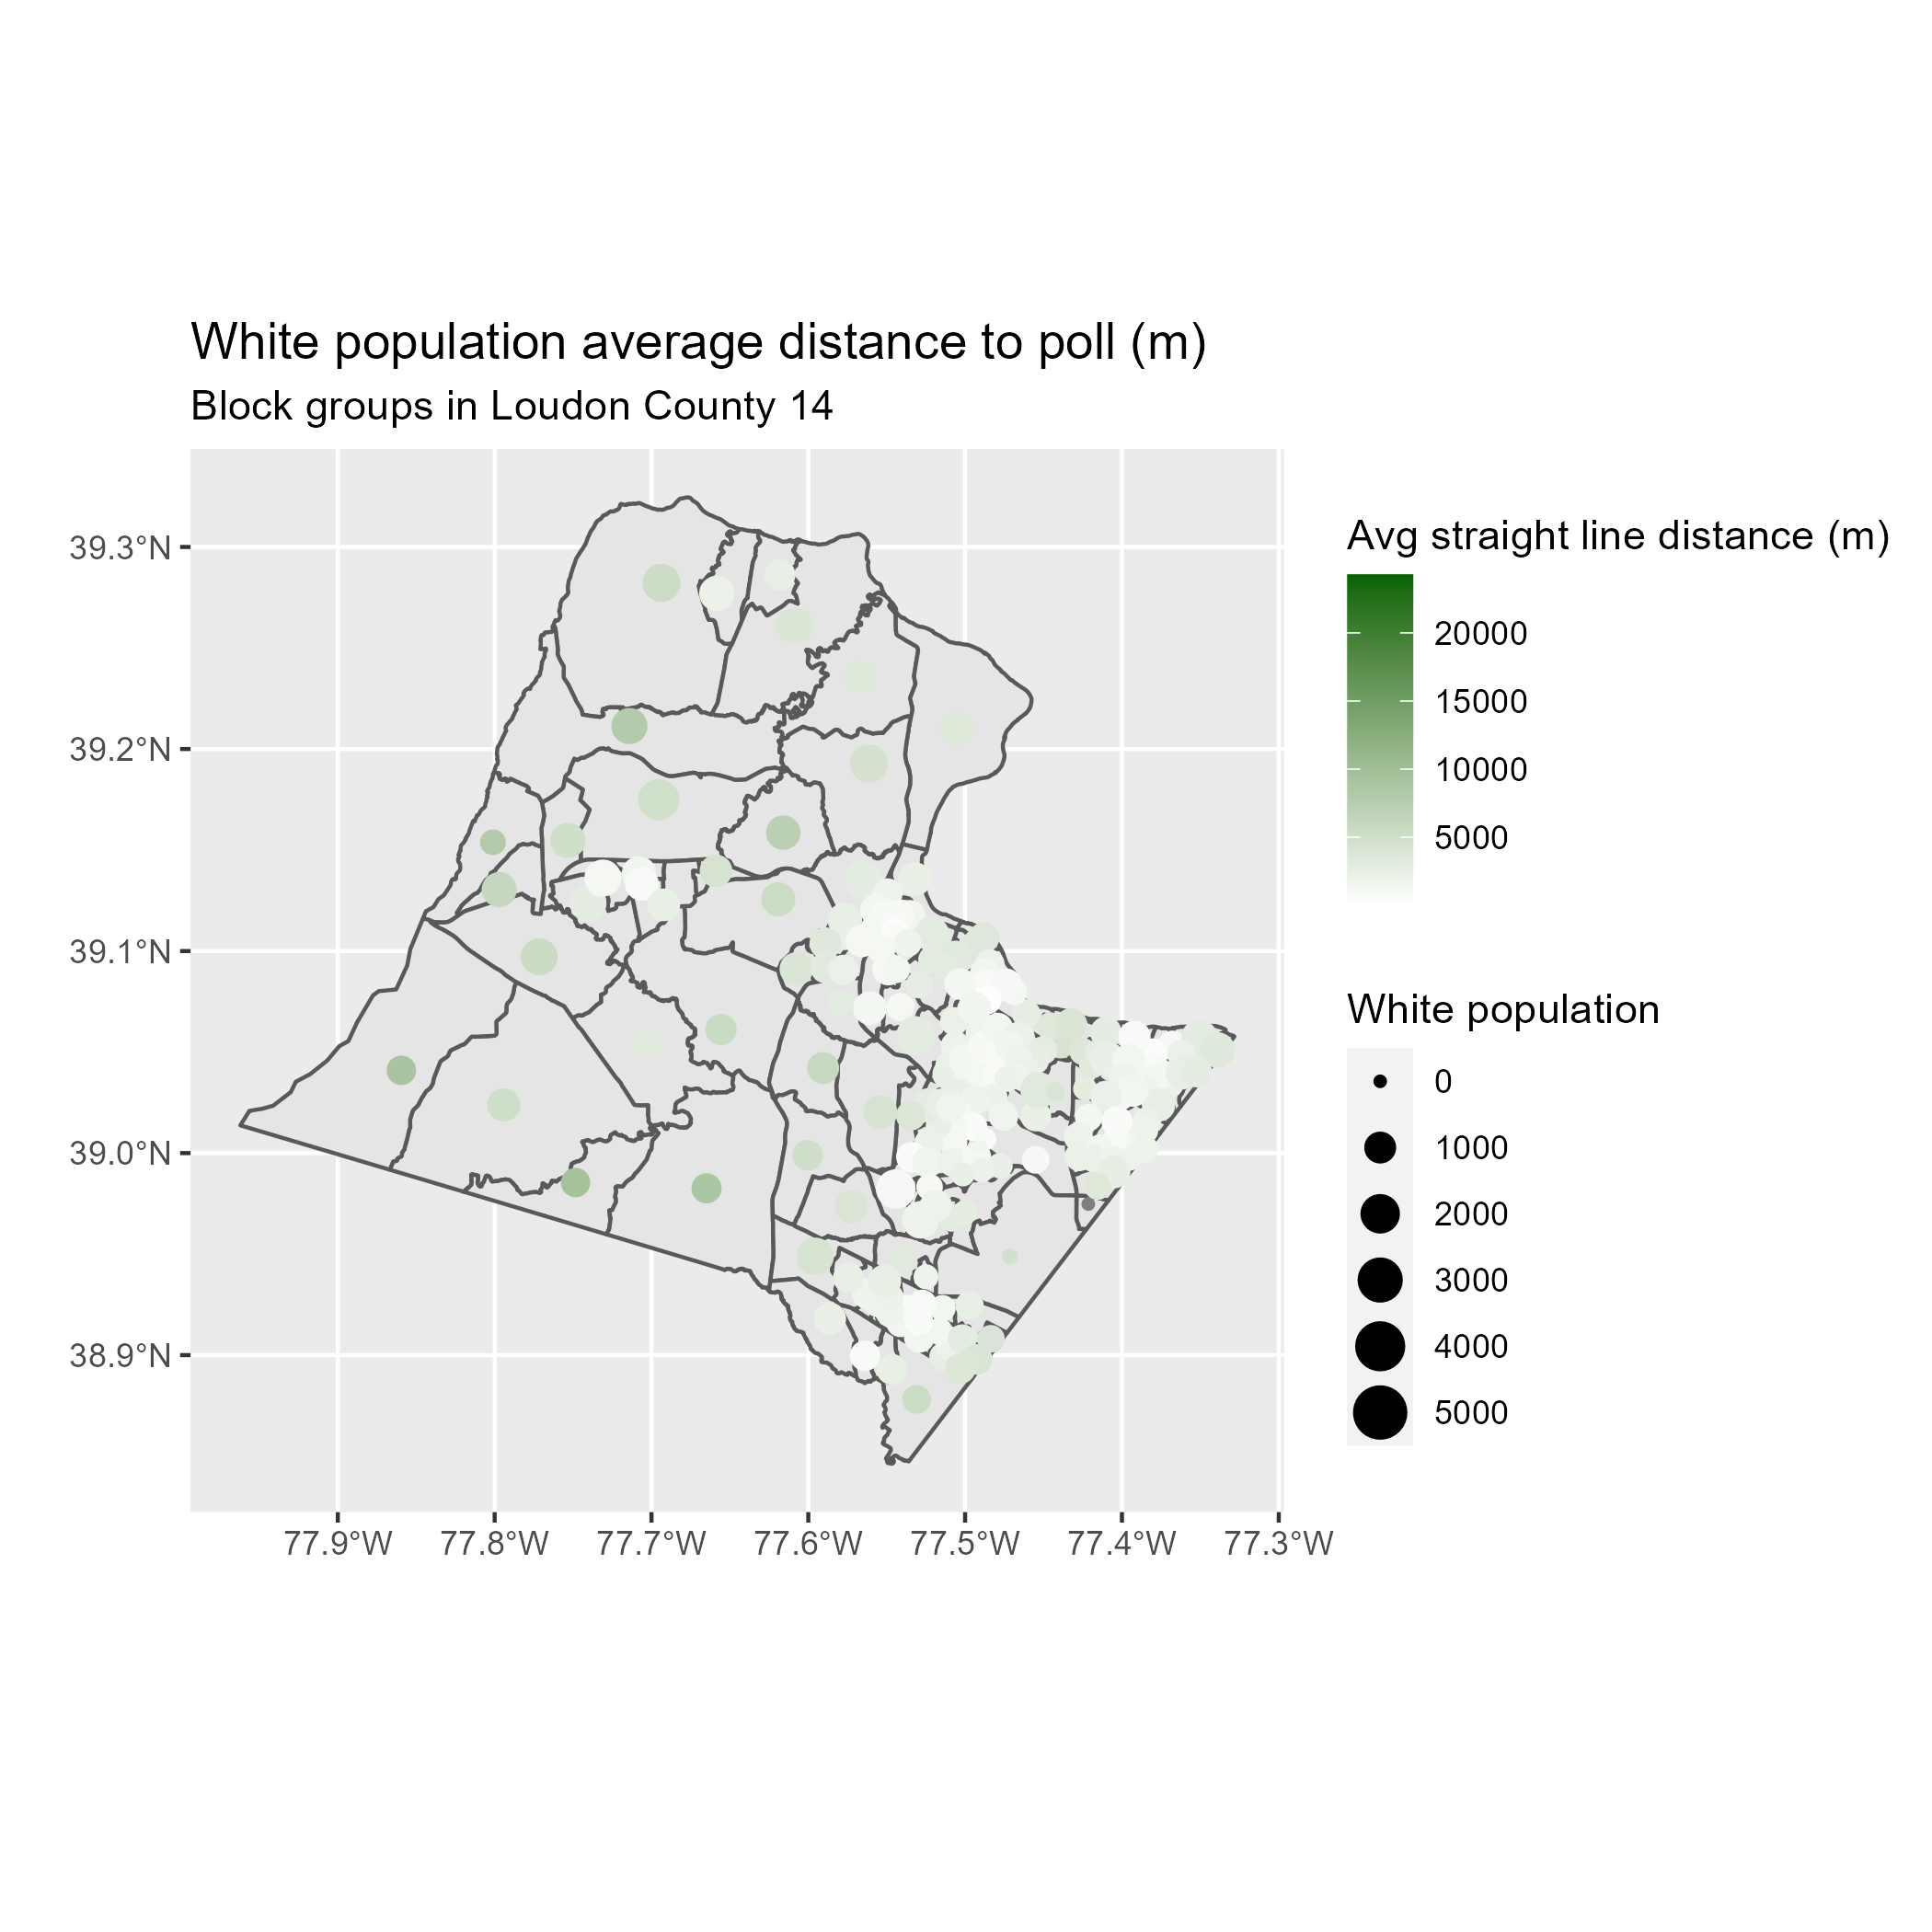 White population average distance to poll (m)
Block groups in Loudon County 14
39.3°N
39.2°N
39.1°N
39.0°N
38.9°N
77.9°W 77.8°W 77.7°W 77.6°W 77.5°W 77.4°W 77.3°W
Avg straight line distance (m)
20000
15000
10000
5000
White population
0
1000
2000
3000
4000
5000